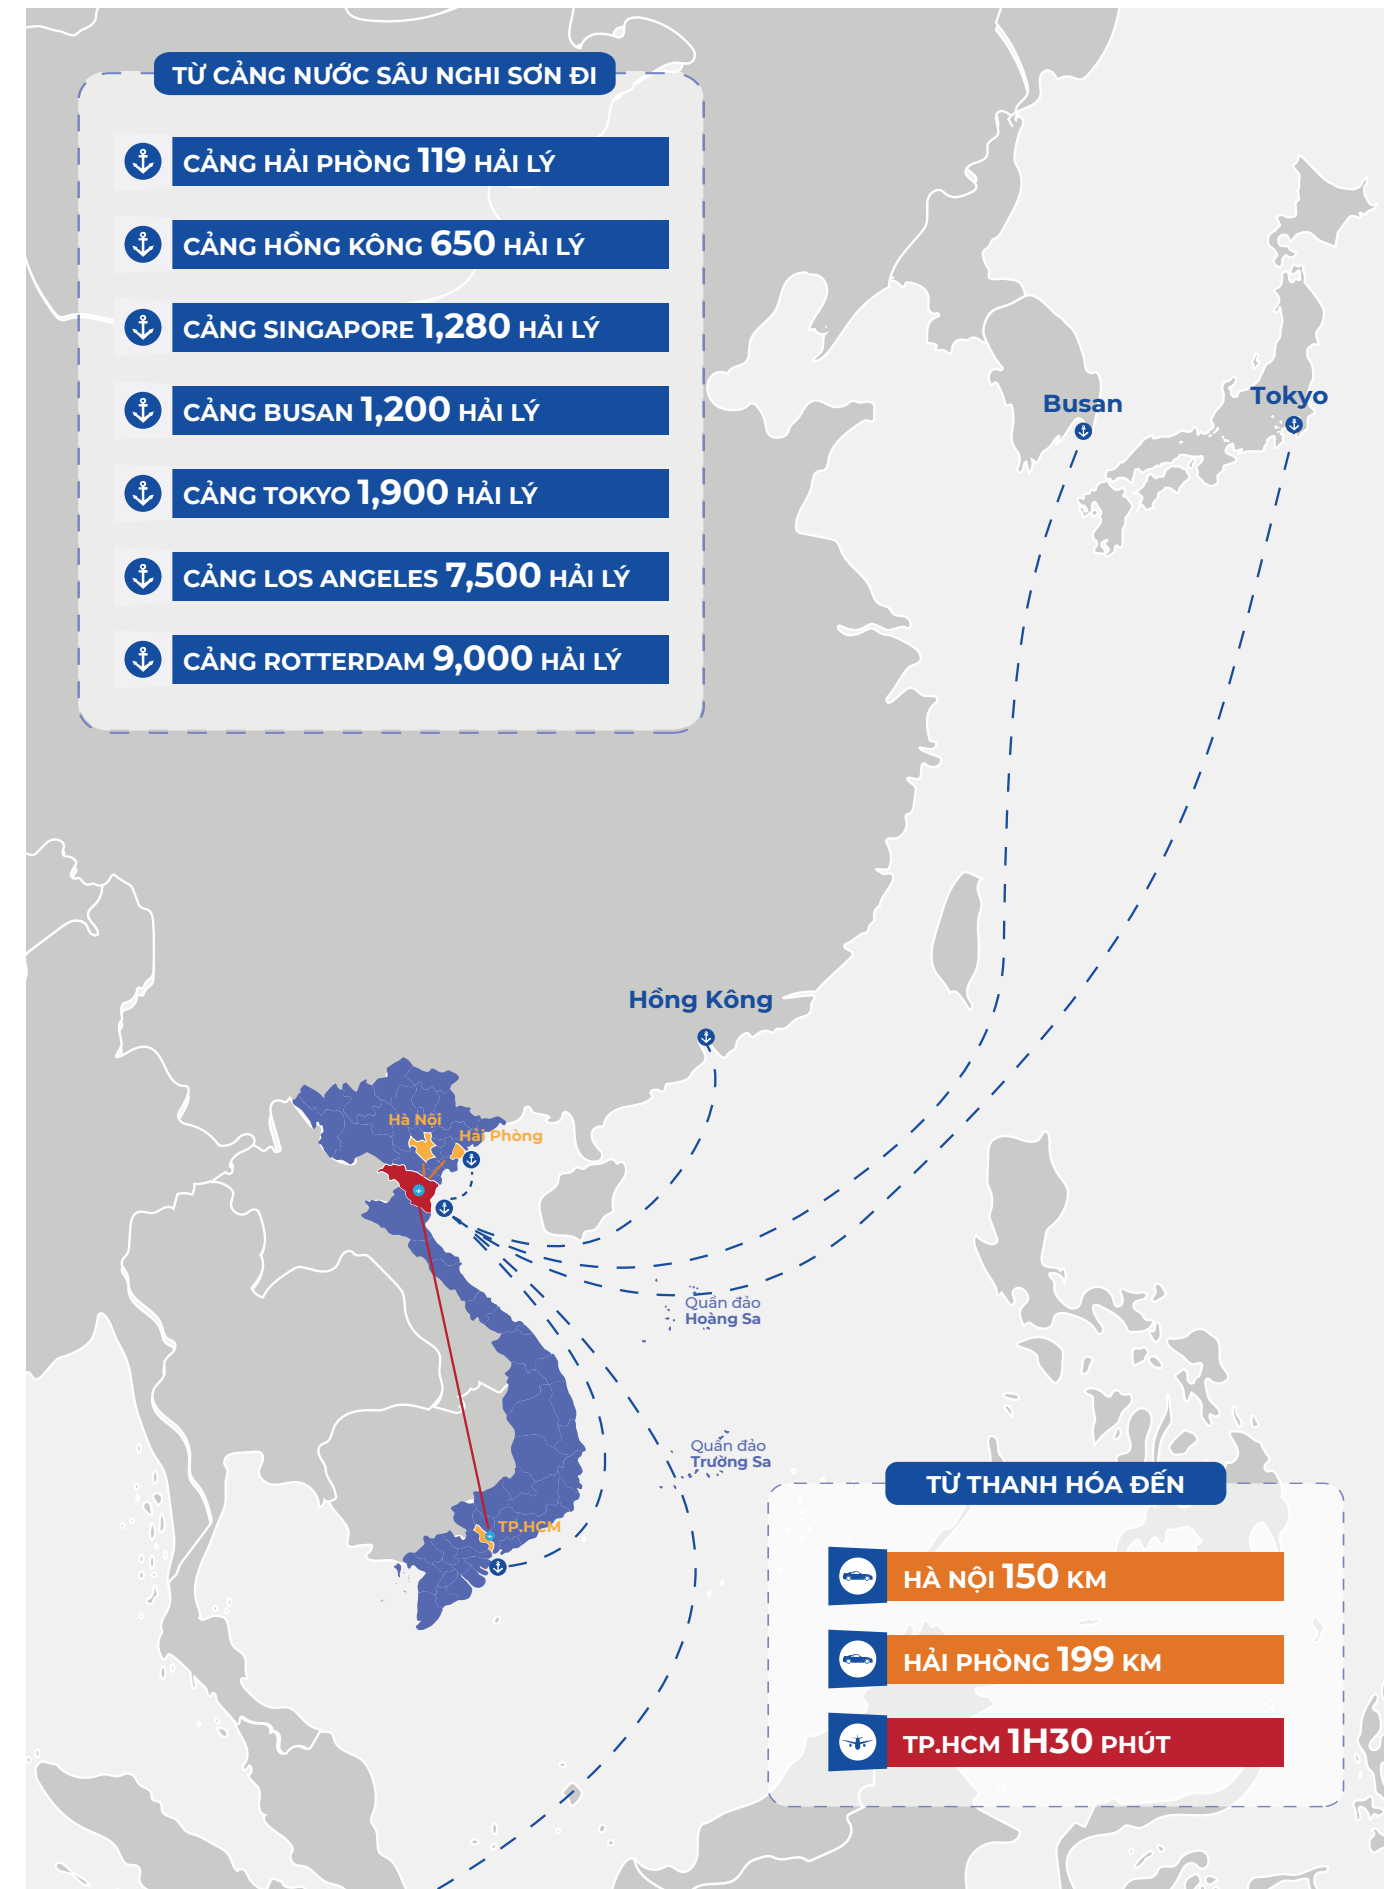 TỪ CẢNG NƯỚC SÂU NGHI SƠN ĐI
CẢNG HẢI PHÒNG 119 HẢI LÝ
CẢNG HỒNG KÔNG 650 HẢI LÝ
CẢNG SINGAPORE 1,280 HẢI LÝ
CẢNG BUSAN 1,200 HẢI LÝ
CẢNG TOKYO 1,900 HẢI LÝ
CẢNG LOS ANGELES 7,500 HẢI LÝ
CẢNG ROTTERDAM 9,000 HẢI LÝ
Busan
Tokyo
Hồng Kông
Hà Nội
Hải Phòng
Quần đảo
Hoàng Sa
Quần đảo
Trường Sa
TP.HCM
TỪ THANH HÓA ĐẾN
HÀ NỘI 150 KM
HẢI PHÒNG 199 KM
TP.HCM 1H30 PHÚT